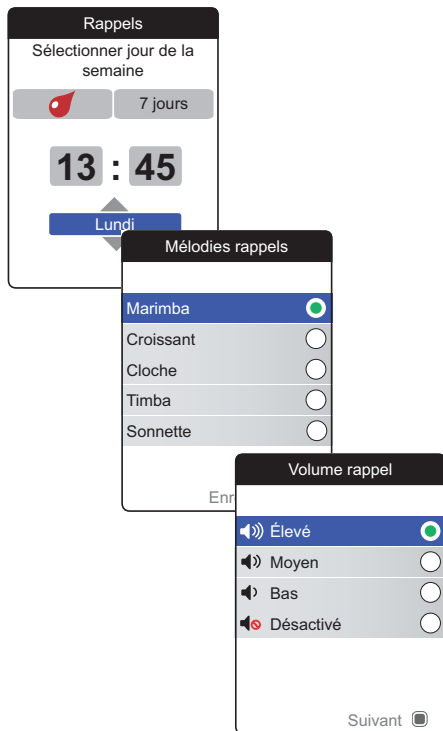 Rappels
Sélectionner jour de la
semaine
7 jours
13 : 45
Lundi
Mélodies rappels
Marimba
Croissant
Cloche
Timba
Sonnette
Enr
Volume rappel
Élevé
Moyen
Bas
Désactivé
Suivant